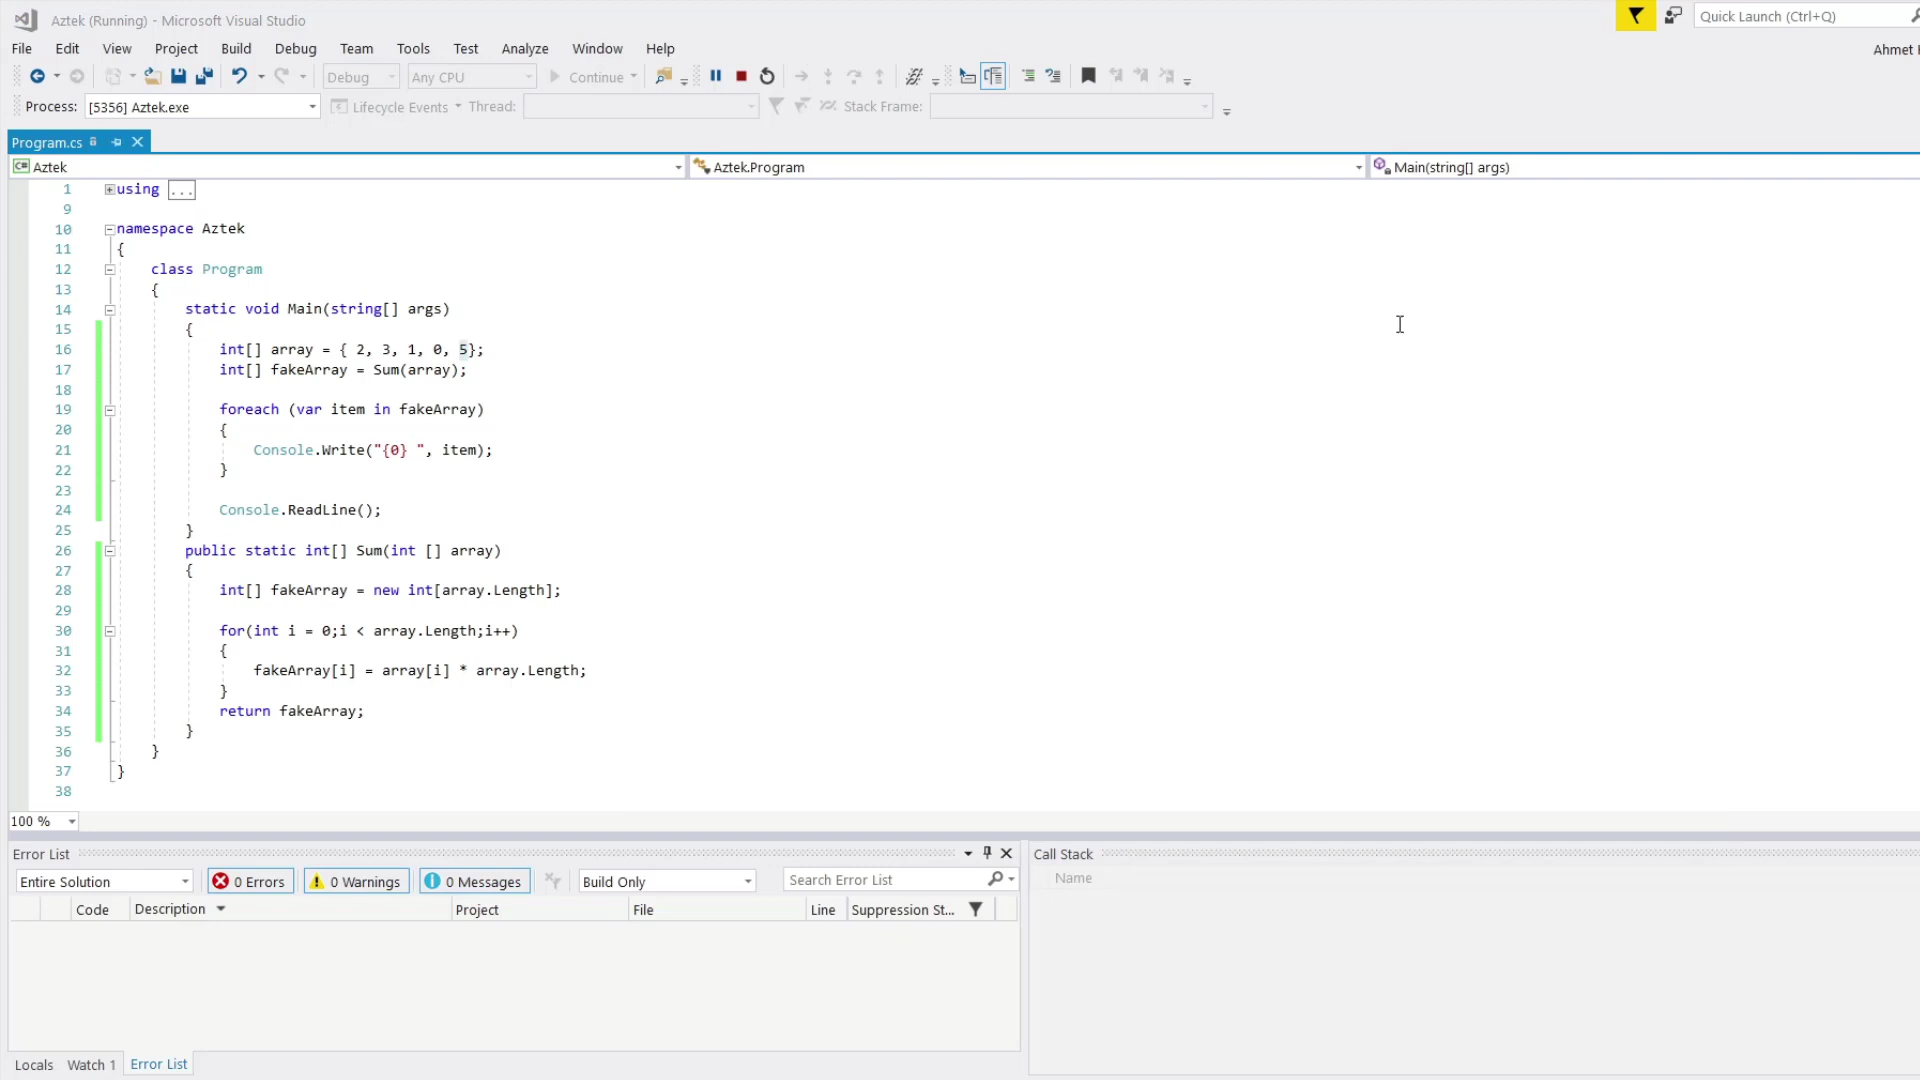 Aztek (Running) - Microsoft Visual Studio
Quick Launch (Ctrl+Q)
File Edit View Project Build Debug Team Tools Test Analyze Window Help
Ahmet
Debug Any CPU Continue
Process: [5356] Aztek.exe Lifecycle Events Thread: Stack Frame:
Program.cs
C# Aztek Aztek.Program Main(string[] args)
1 using ...
9
10 namespace Aztek
11 {
12 class Program
13 {
14 static void Main(string[] args)
15 {
16 int[] array = { 2, 3, 1, 0, 5};
17 int[] fakeArray = Sum(array);
18
19 foreach (var item in fakeArray)
20 {
21 Console.Write("{0} ", item);
22 }
23
24 Console.ReadLine();
25 }
26 public static int[] Sum(int [] array)
27 {
28 int[] fakeArray = new int[array.Length];
29
30 for(int i = 0;i < array.Length;i++)
31 {
32 fakeArray[i] = array[i] * array.Length;
33 }
34 return fakeArray;
35 }
36 }
37 }
38
100 %
Error List
Call Stack
Entire Solution 0 Errors 0 Warnings 0 Messages Build Only Search Error List
Name
Code Description Project File Line Suppression St...
Locals Watch 1 Error List